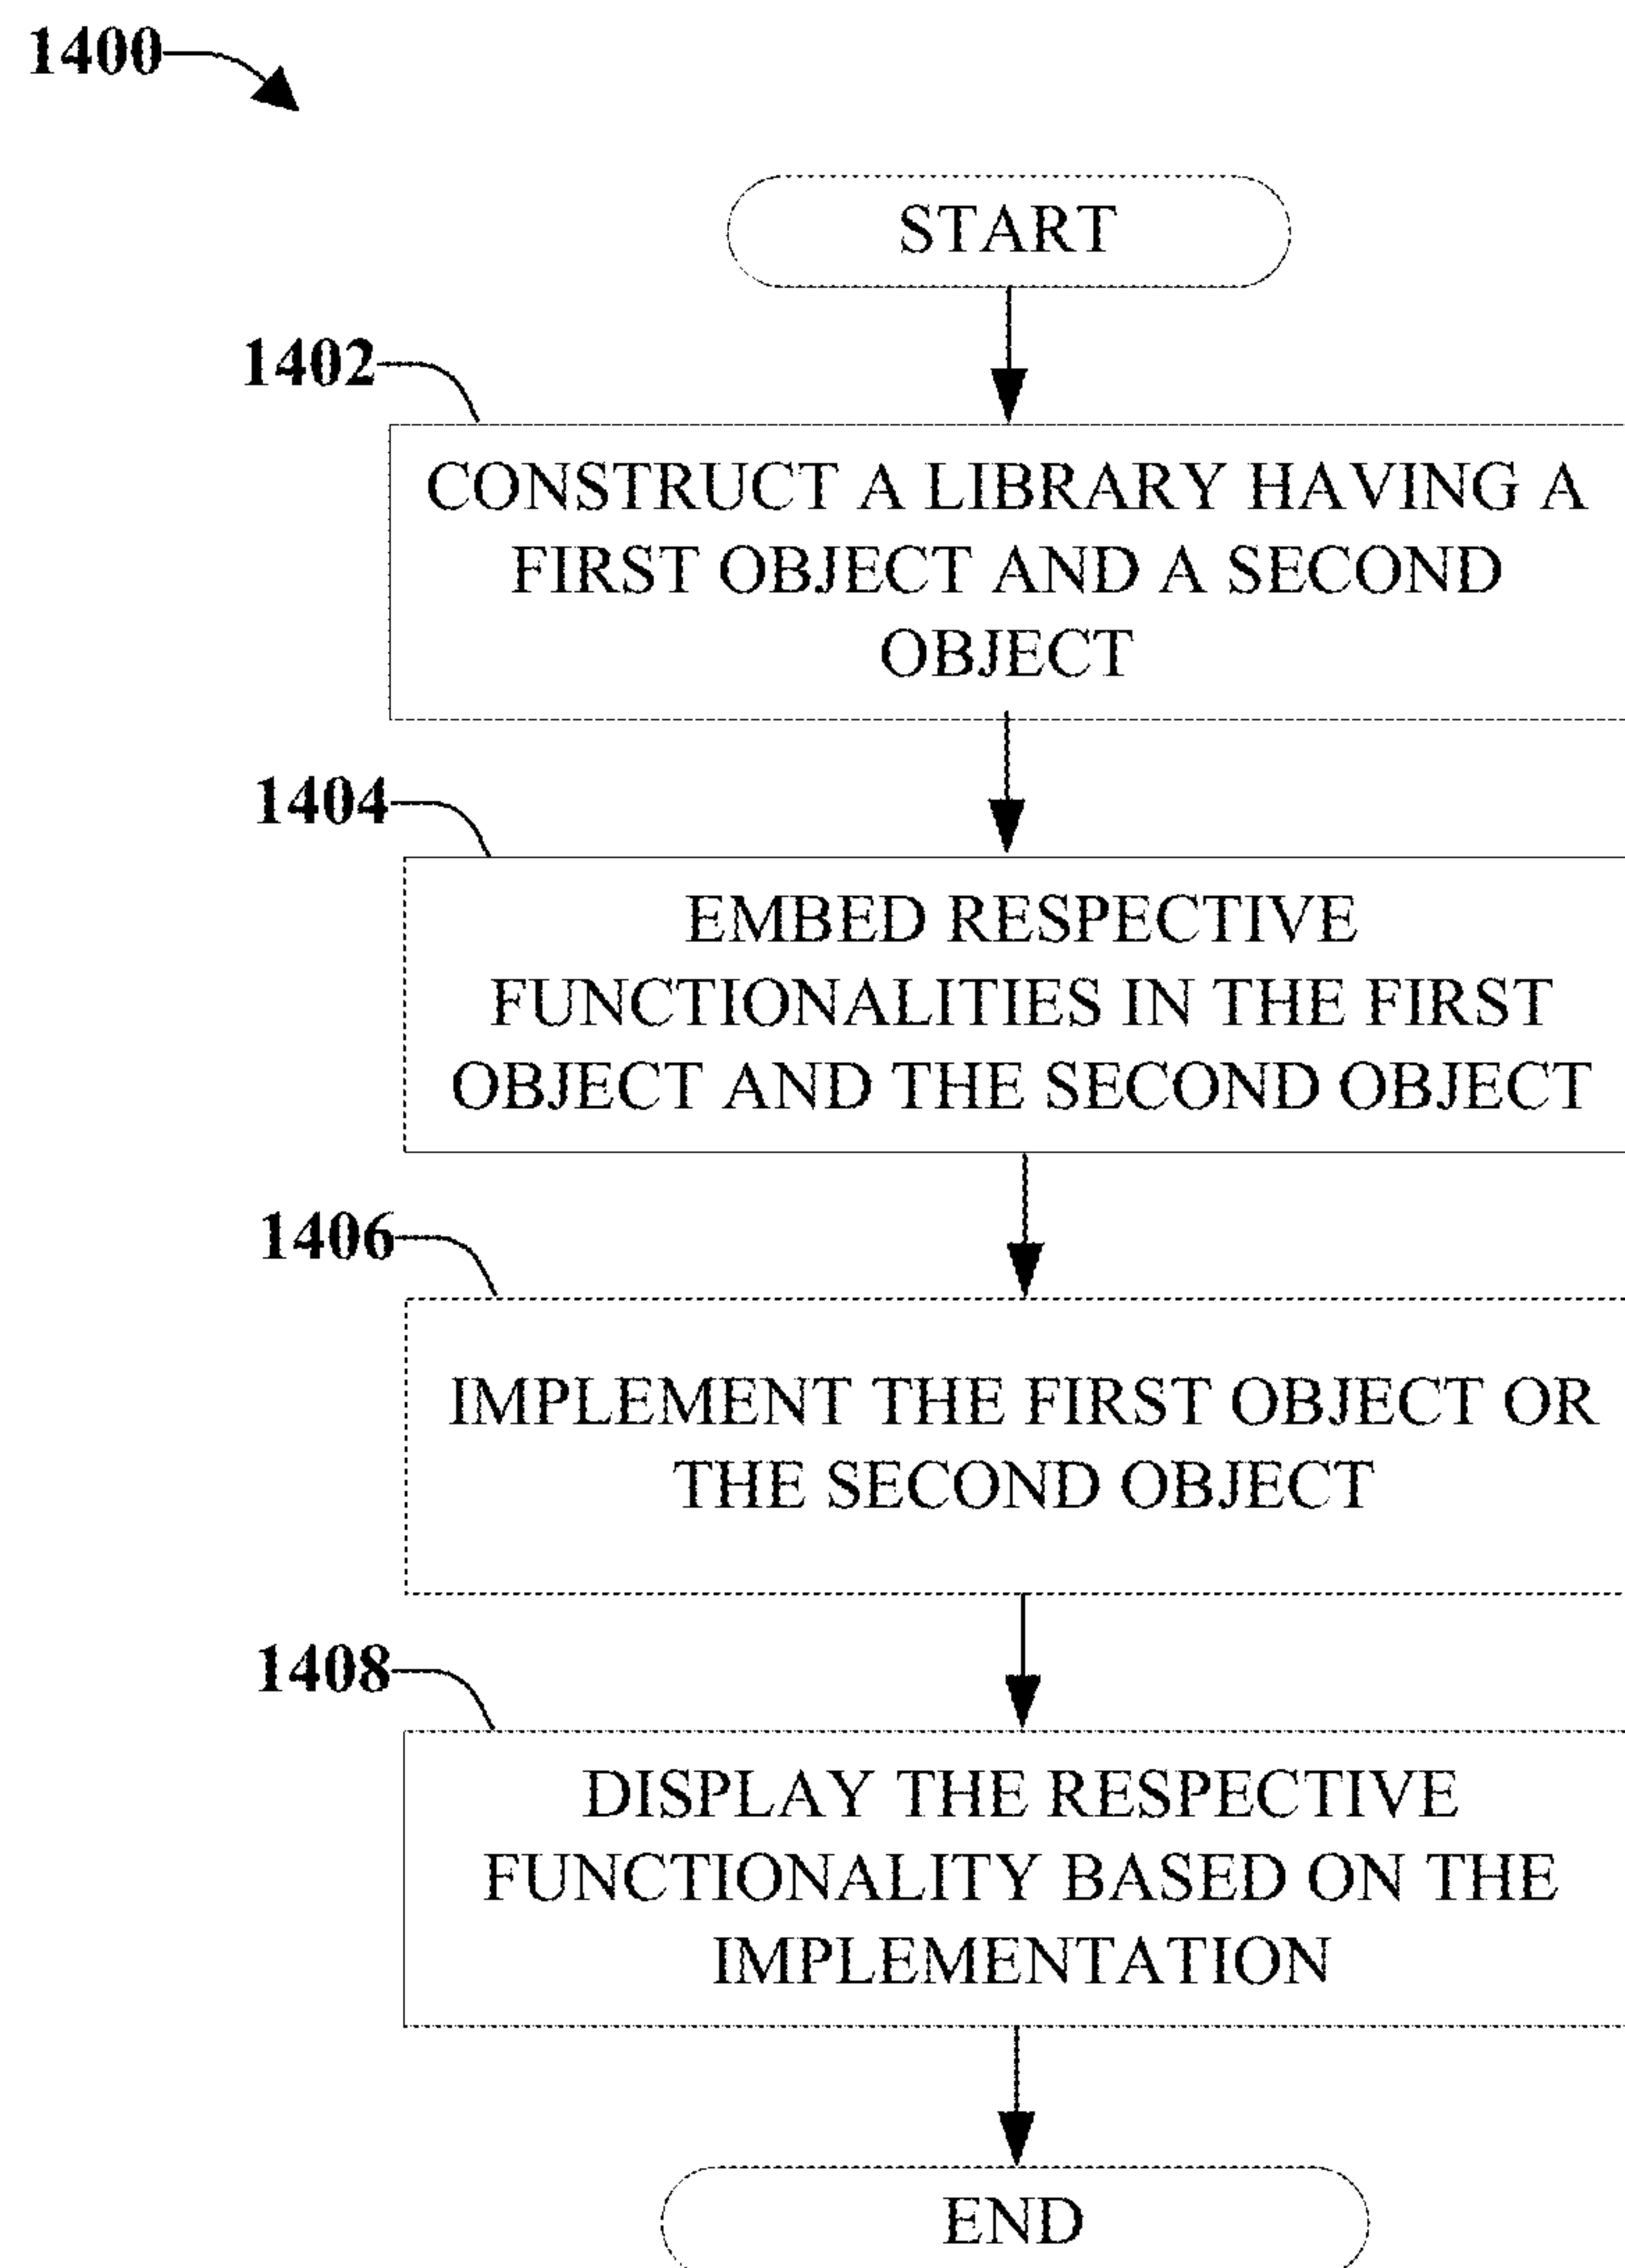 1400
START
1402
CONSTRUCT A LIBRARY HAVING A
FIRST OBJECT AND A SECOND
OBJECT
1404
EMBED RESPECTIVE
FUNCTIONALITIES IN THE FIRST
OBJECT AND THE SECOND OBJECT
1406
IMPLEMENT THE FIRST OBJECT OR
THE SECOND OBJECT
1408
DISPLAY THE RESPECTIVE
FUNCTIONALITY BASED ON THE
IMPLEMENTATION
END